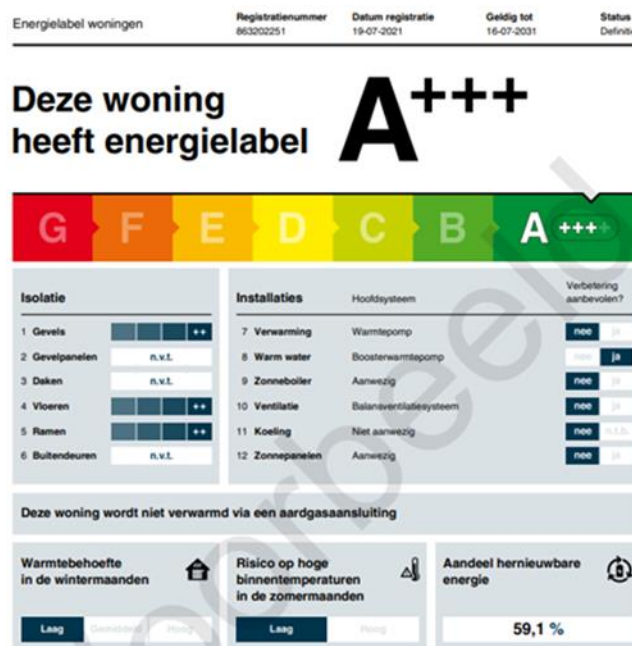 Energielabel woningen
Registratienummer
863202251
Datum registratie
19-07-2021
Geldig tot
16-07-2031
Status
Definiti
Deze woning
heeft energielabel
A+++
G F E D C B A ++++
Isolatie
1 Gevels ++
2 Gevelpanelen n.v.t.
3 Daken n.v.t.
4 Vloeren ++
5 Ramen ++
6 Buitendeuren n.v.t.
Verbetering
Installaties Hoofdsysteem aanbevolen?
7 Verwarming Warmtepomp nee ja
8 Warm water Boosterwarmtepomp nee ja
9 Zonneboiler Aanwezig nee ja
10 Ventilatie Balansventilatiesysteem nee ja
11 Koeling Niet aanwezig nee n.t.b.
12 Zonnepanelen Aanwezig nee ja
Deze woning wordt niet verwarmd via een aardgasaansluiting
Warmtebehoefte
in de wintermaanden
Laag Gemiddeld Hoog
Risico op hoge
binnentemperaturen
in de zomermaanden
Laag Hoog
Aandeel hernieuwbare
energie
59,1 %
oorbeeld